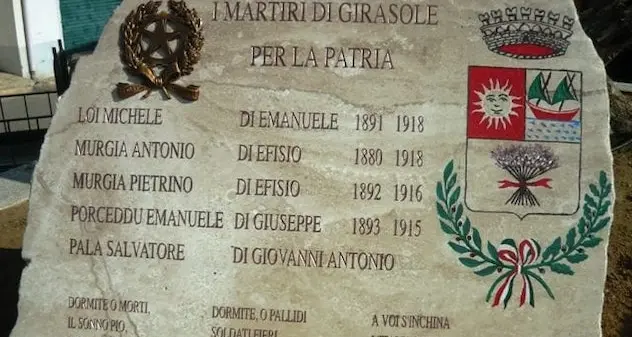 I MARTIRI DI GIRASOLE
PER LA PATRIA
LOI MICHELE DI EMANUELE 1891 1918
MURGIA ANTONIO DI EFISIO 1880 1918
MURGIA PIETRINO DI EFISIO 1892 1916
PORCEDDU EMANUELE DI GIUSEPPE 1893 1915
PALA SALVATORE DI GIOVANNI ANTONIO
DORMITE O MORTI,
IL SONNO PIO,
DORMITE, O PALLIDI
SOLDATI FIERI
A VOI S'INCHINA